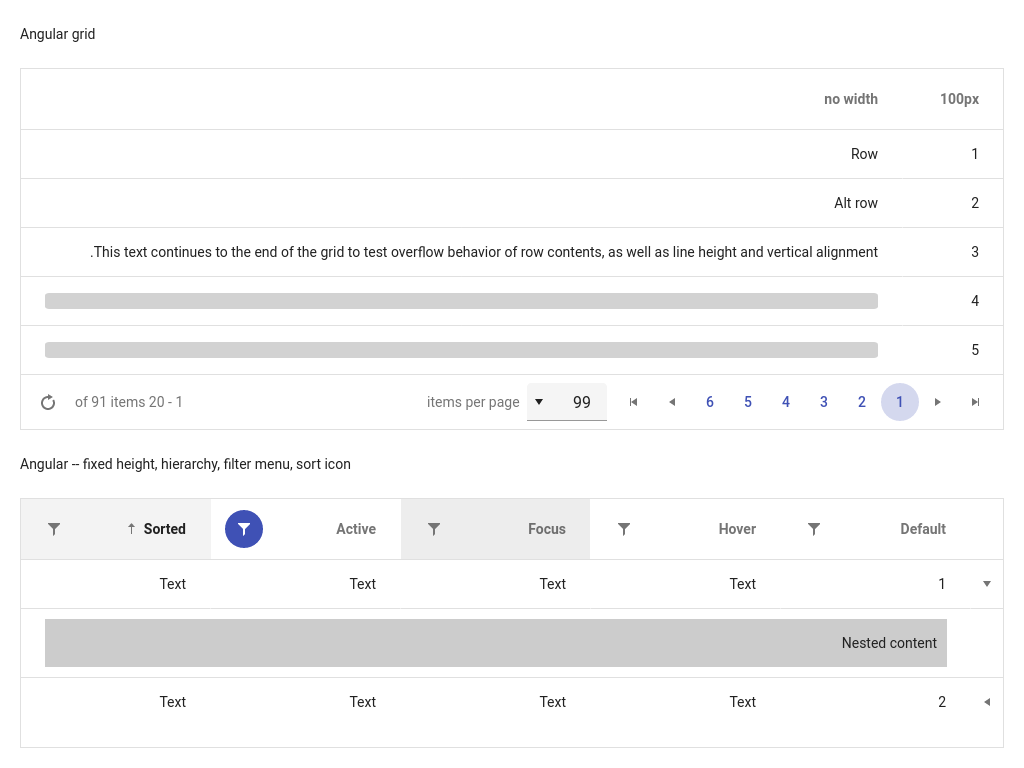 Angular grid
no width 100px
Row 1
Alt row 2
.This text continues to the end of the grid to test overflow behavior of row contents, as well as line height and vertical alignment 3
4
5
of 91 items 20 - 1 items per page 99 6 5 4 3 2 1
Angular -- fixed height, hierarchy, filter menu, sort icon
Sorted Active Focus Hover Default
Text Text Text Text 1
Nested content
Text Text Text Text 2